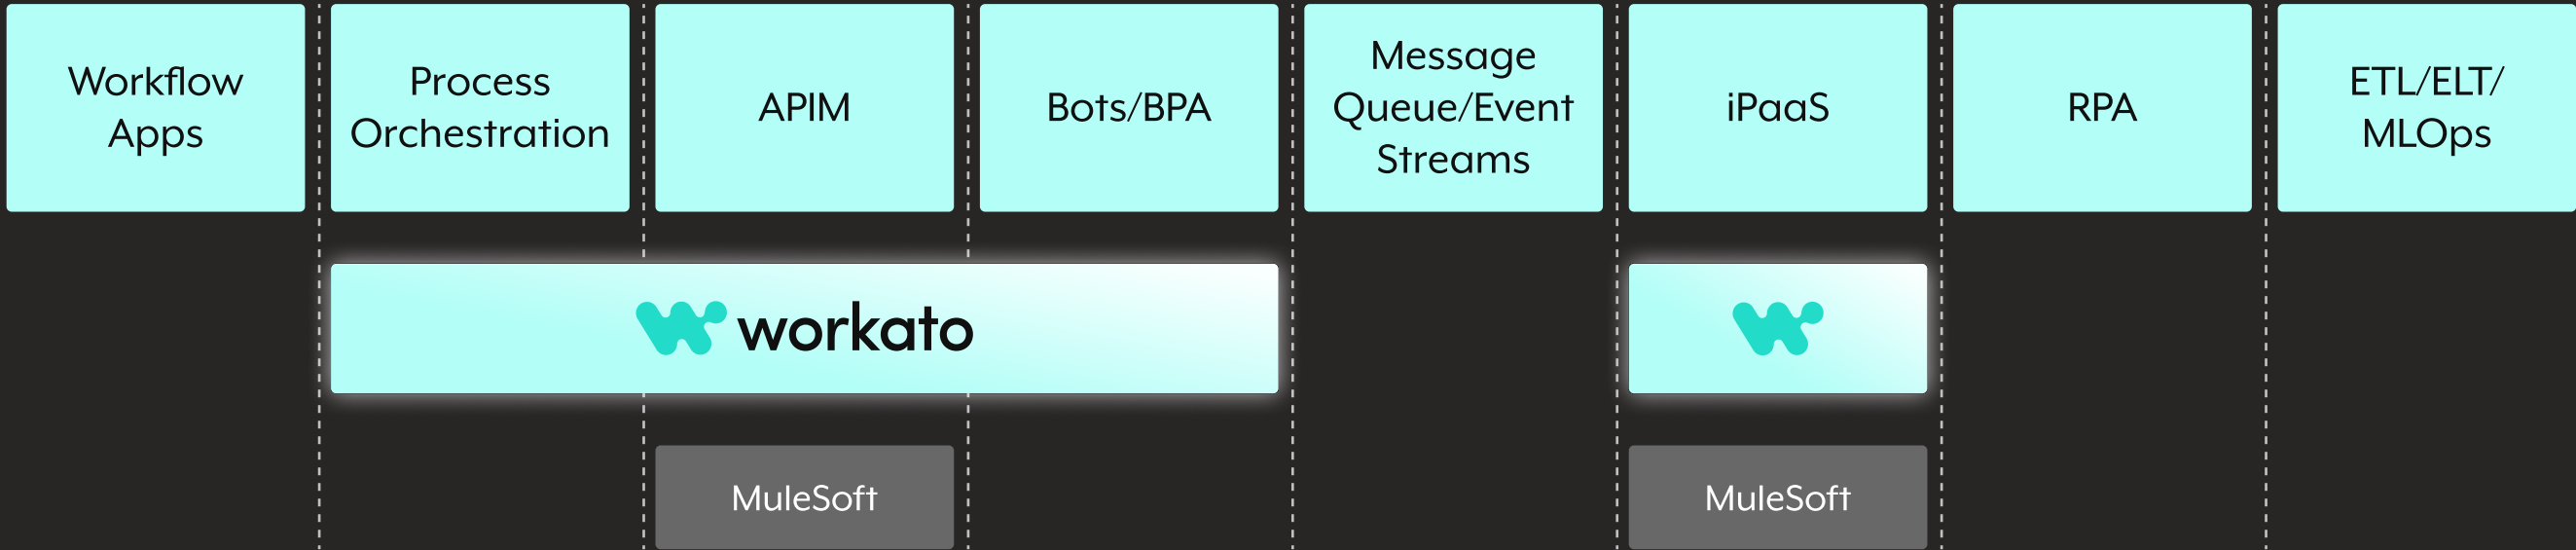 Workflow
Apps
Process
Orchestration
APIM
Bots/BPA
Message
Queue/Event
Streams
iPaaS
RPA
ETL/ELT/
MLOps
workato
MuleSoft
MuleSoft